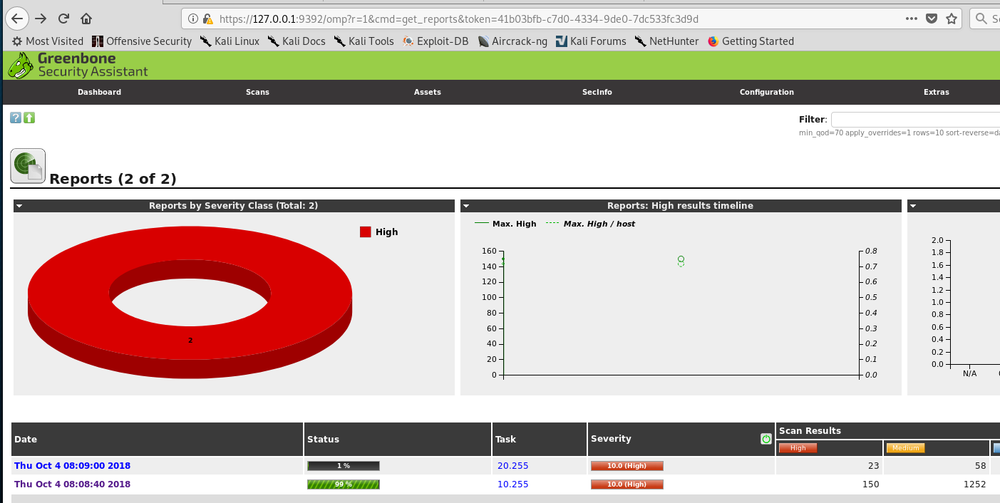 https://127.0.0.1:9392/omp?r=1&cmd=get_reports&token=41b03bfb-c7d0-4334-9de0-7dc533fc3d9d
Most Visited Offensive Security Kali Linux Kali Docs Kali Tools Exploit-DB Aircrack-ng Kali Forums NetHunter Getting Started
Greenbone
Security Assistant
Dashboard Scans Assets SecInfo Configuration Extras
Filter:
min_qod=70 apply_overrides=1 rows=10
Reports (2 of 2)
Reports by Severity Class (Total: 2)
High
2
Reports: High results timeline
Max. High Max. High / host
160 0.8
140 0.7
120 0.6
100 0.5
80 0.4
60 0.3
40 0.2
20 0.1
0 0.0
2.0
1.8
1.6
1.4
1.2
1.0
0.8
0.6
0.4
0.2
0.0
N/A
Date Status Task Severity Scan Results
High Medium
Thu Oct 4 08:09:00 2018 1 % 20.255 10.0 (High) 23 58
Thu Oct 4 08:08:40 2018 99 % 10.255 10.0 (High) 150 1252